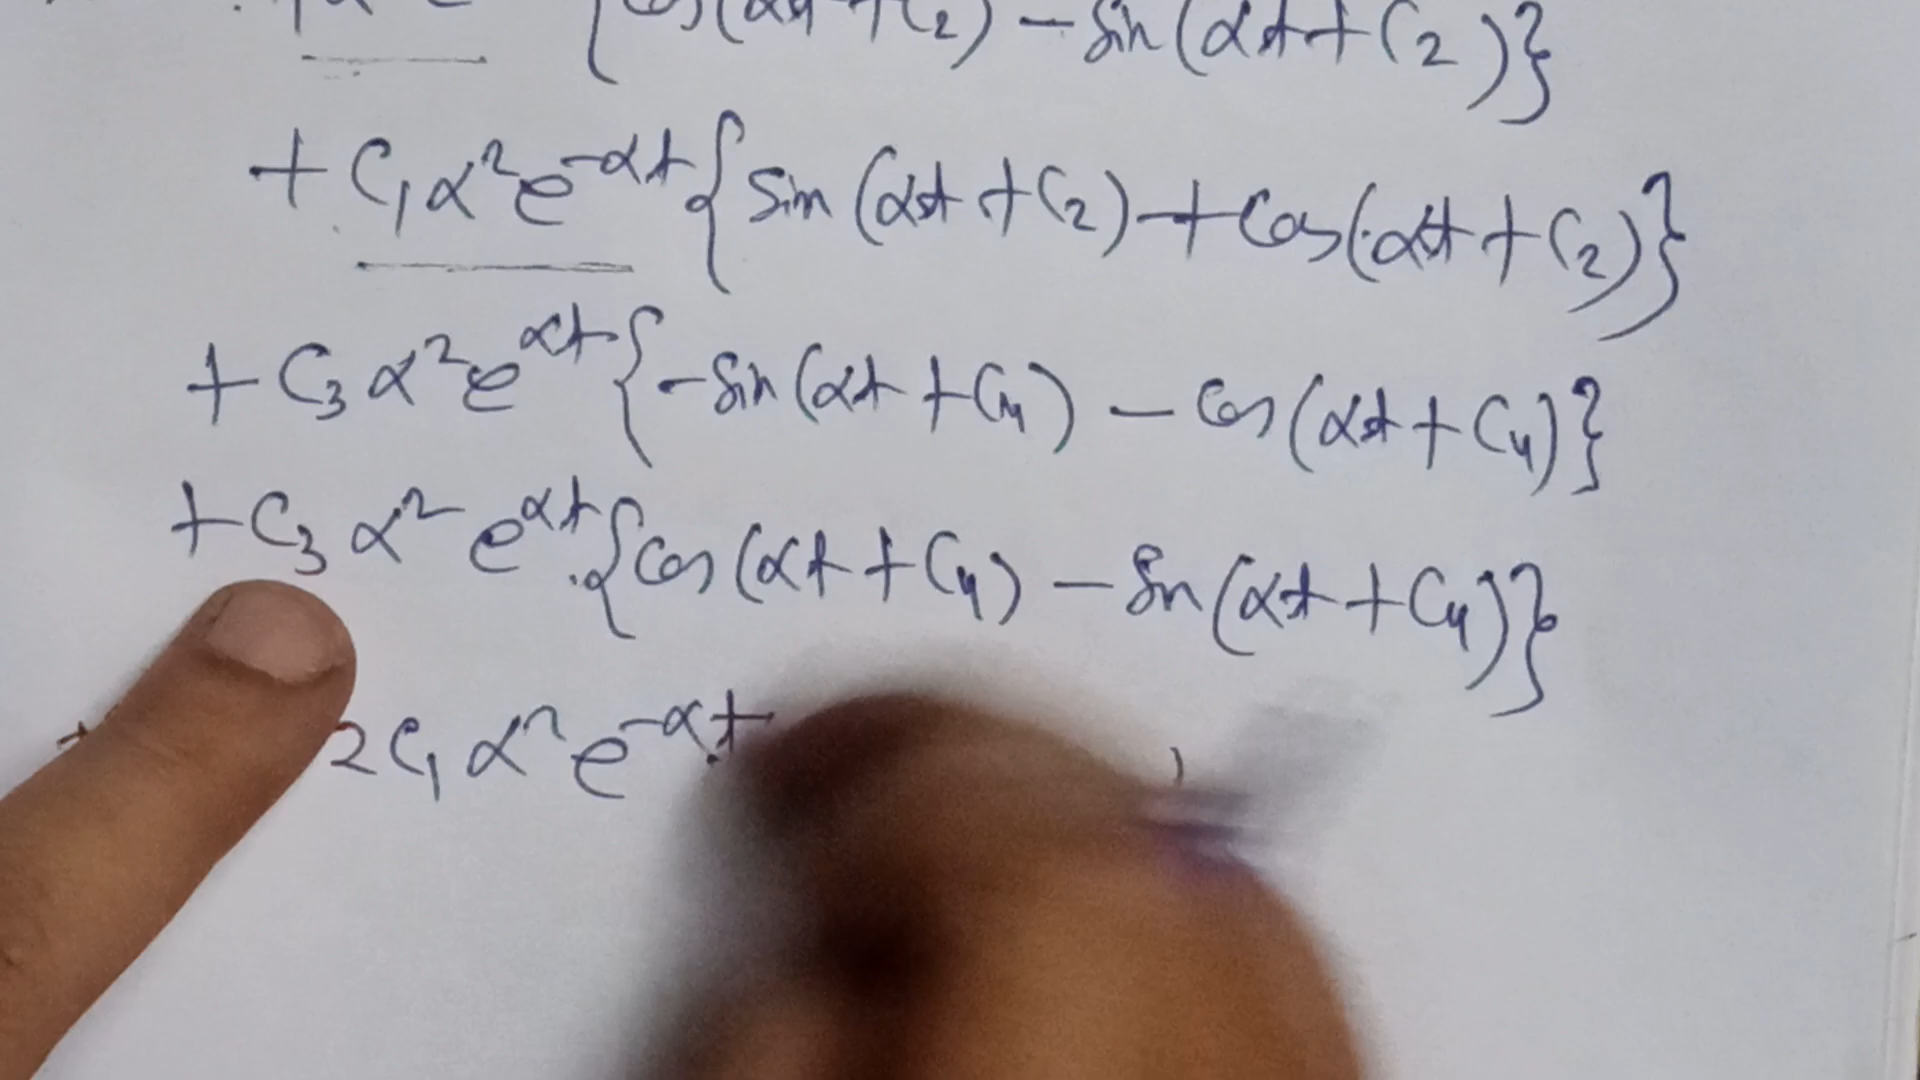 {cos(αt+C₂) - sin(αt+C₂)}
+ C₁α²e^{-αt}{sin(αt+C₂) + cos(αt+C₂)}
+ C₃α²e^{αt}{-sin(αt+C₄) - cos(αt+C₄)}
+ C₃α²e^{αt}{cos(αt+C₄) - sin(αt+C₄)}
2C₁α²e^{-αt}